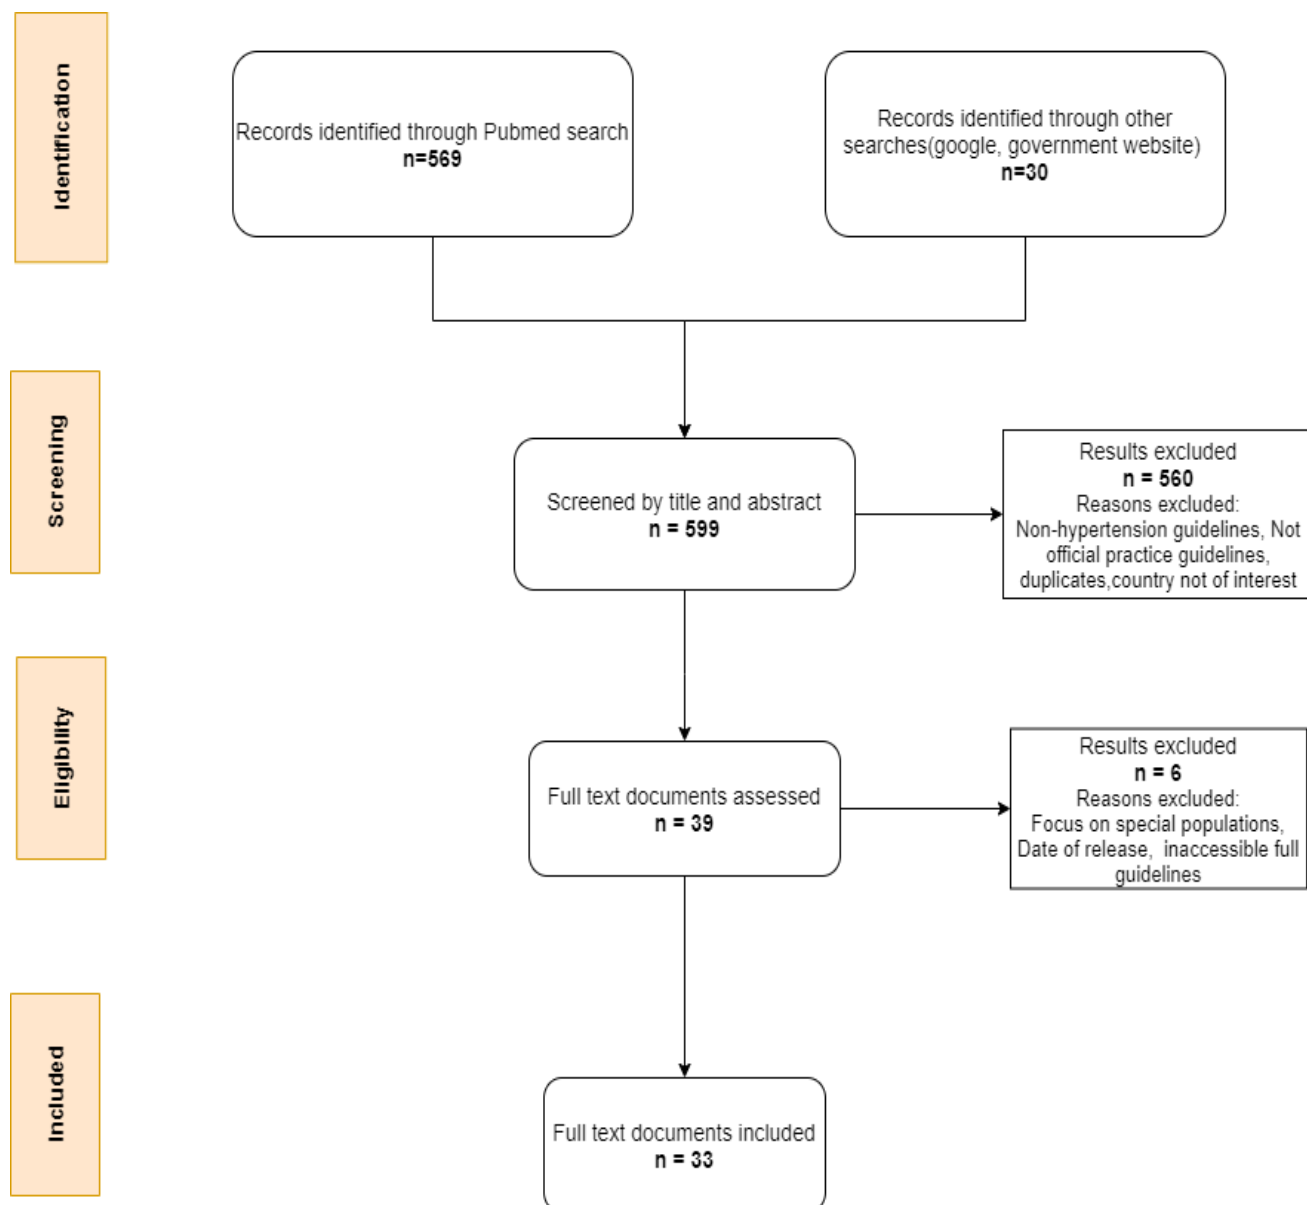 Identification
Records identified through Pubmed search
n=569
Records identified through other
searches(google, government website)
n=30
Screening
Screened by title and abstract
n = 599
Results excluded
n = 560
Reasons excluded:
Non-hypertension guidelines, Not
official practice guidelines,
duplicates,country not of interest
Eligibility
Full text documents assessed
n = 39
Results excluded
n = 6
Reasons excluded:
Focus on special populations,
Date of release, inaccessible full
guidelines
Included
Full text documents included
n = 33